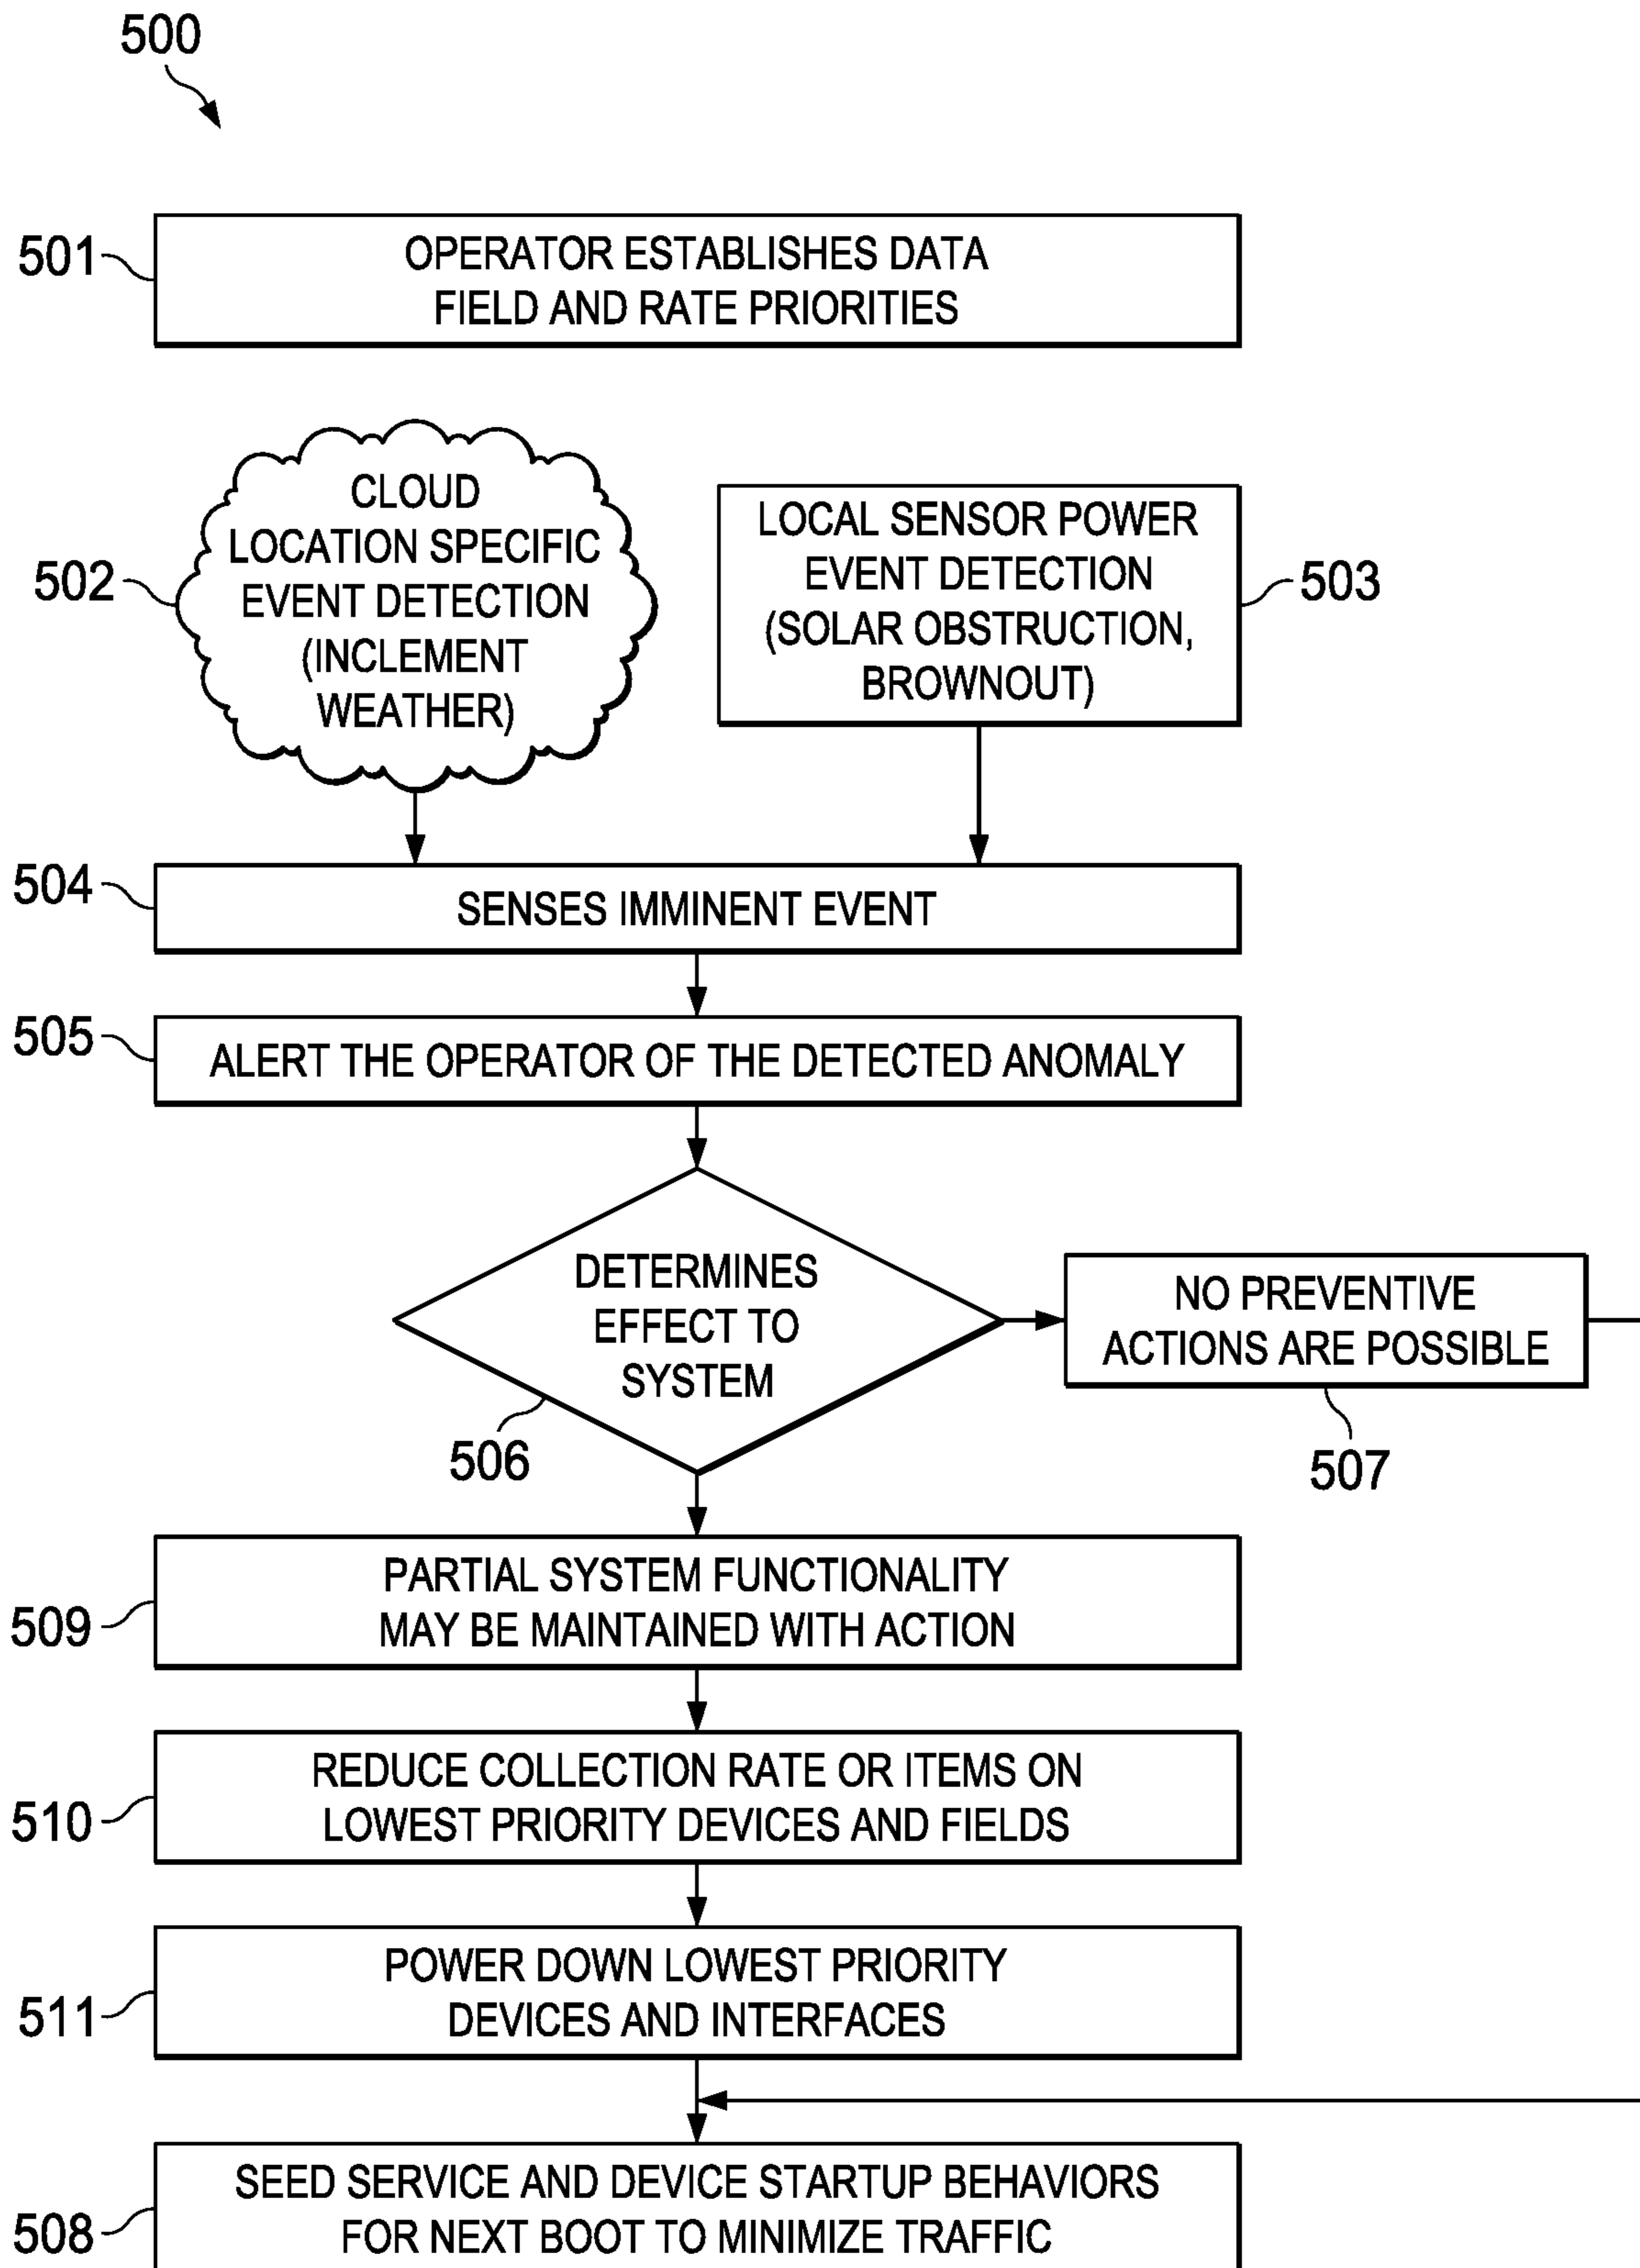 500
501
OPERATOR ESTABLISHES DATA
FIELD AND RATE PRIORITIES
502
CLOUD
LOCATION SPECIFIC
EVENT DETECTION
(INCLEMENT
WEATHER)
LOCAL SENSOR POWER
EVENT DETECTION
(SOLAR OBSTRUCTION,
BROWNOUT)
503
504
SENSES IMMINENT EVENT
505
ALERT THE OPERATOR OF THE DETECTED ANOMALY
DETERMINES
EFFECT TO
SYSTEM
506
NO PREVENTIVE
ACTIONS ARE POSSIBLE
507
509
PARTIAL SYSTEM FUNCTIONALITY
MAY BE MAINTAINED WITH ACTION
510
REDUCE COLLECTION RATE OR ITEMS ON
LOWEST PRIORITY DEVICES AND FIELDS
511
POWER DOWN LOWEST PRIORITY
DEVICES AND INTERFACES
508
SEED SERVICE AND DEVICE STARTUP BEHAVIORS
FOR NEXT BOOT TO MINIMIZE TRAFFIC